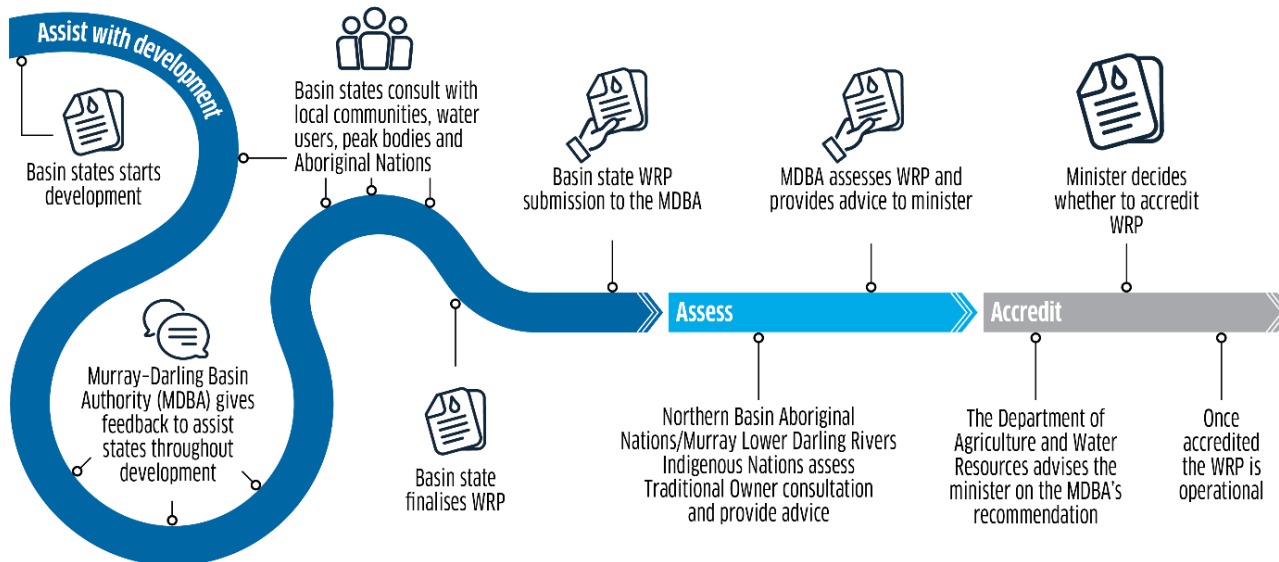 Assist with development
Basin states starts
development
Murray-Darling Basin
Authority (MDBA) gives
feedback to assist
states throughout
development
Basin states consult with
local communities, water
users, peak bodies and
Aboriginal Nations
Basin state
finalises WRP
Basin state WRP
submission to the MDBA
Assess
MDBA assesses WRP and
provides advice to minister
Northern Basin Aboriginal
Nations/Murray Lower Darling Rivers
Indigenous Nations assess
Traditional Owner consultation
and provide advice
Accredit
Minister decides
whether to accredit
WRP
The Department of
Agriculture and Water
Resources advises the
minister on the MDBA's
recommendation
Once
accredited
the WRP is
operational